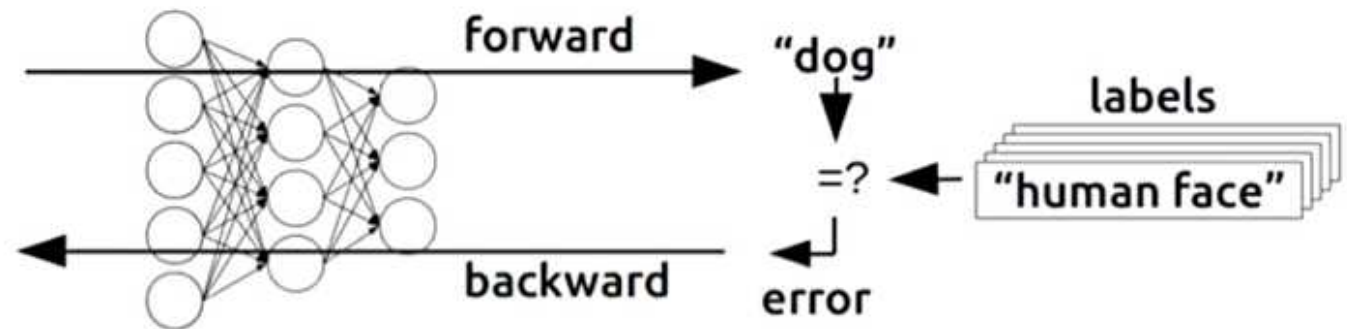 forward
“dog”
labels
=?
“human face”
backward
error